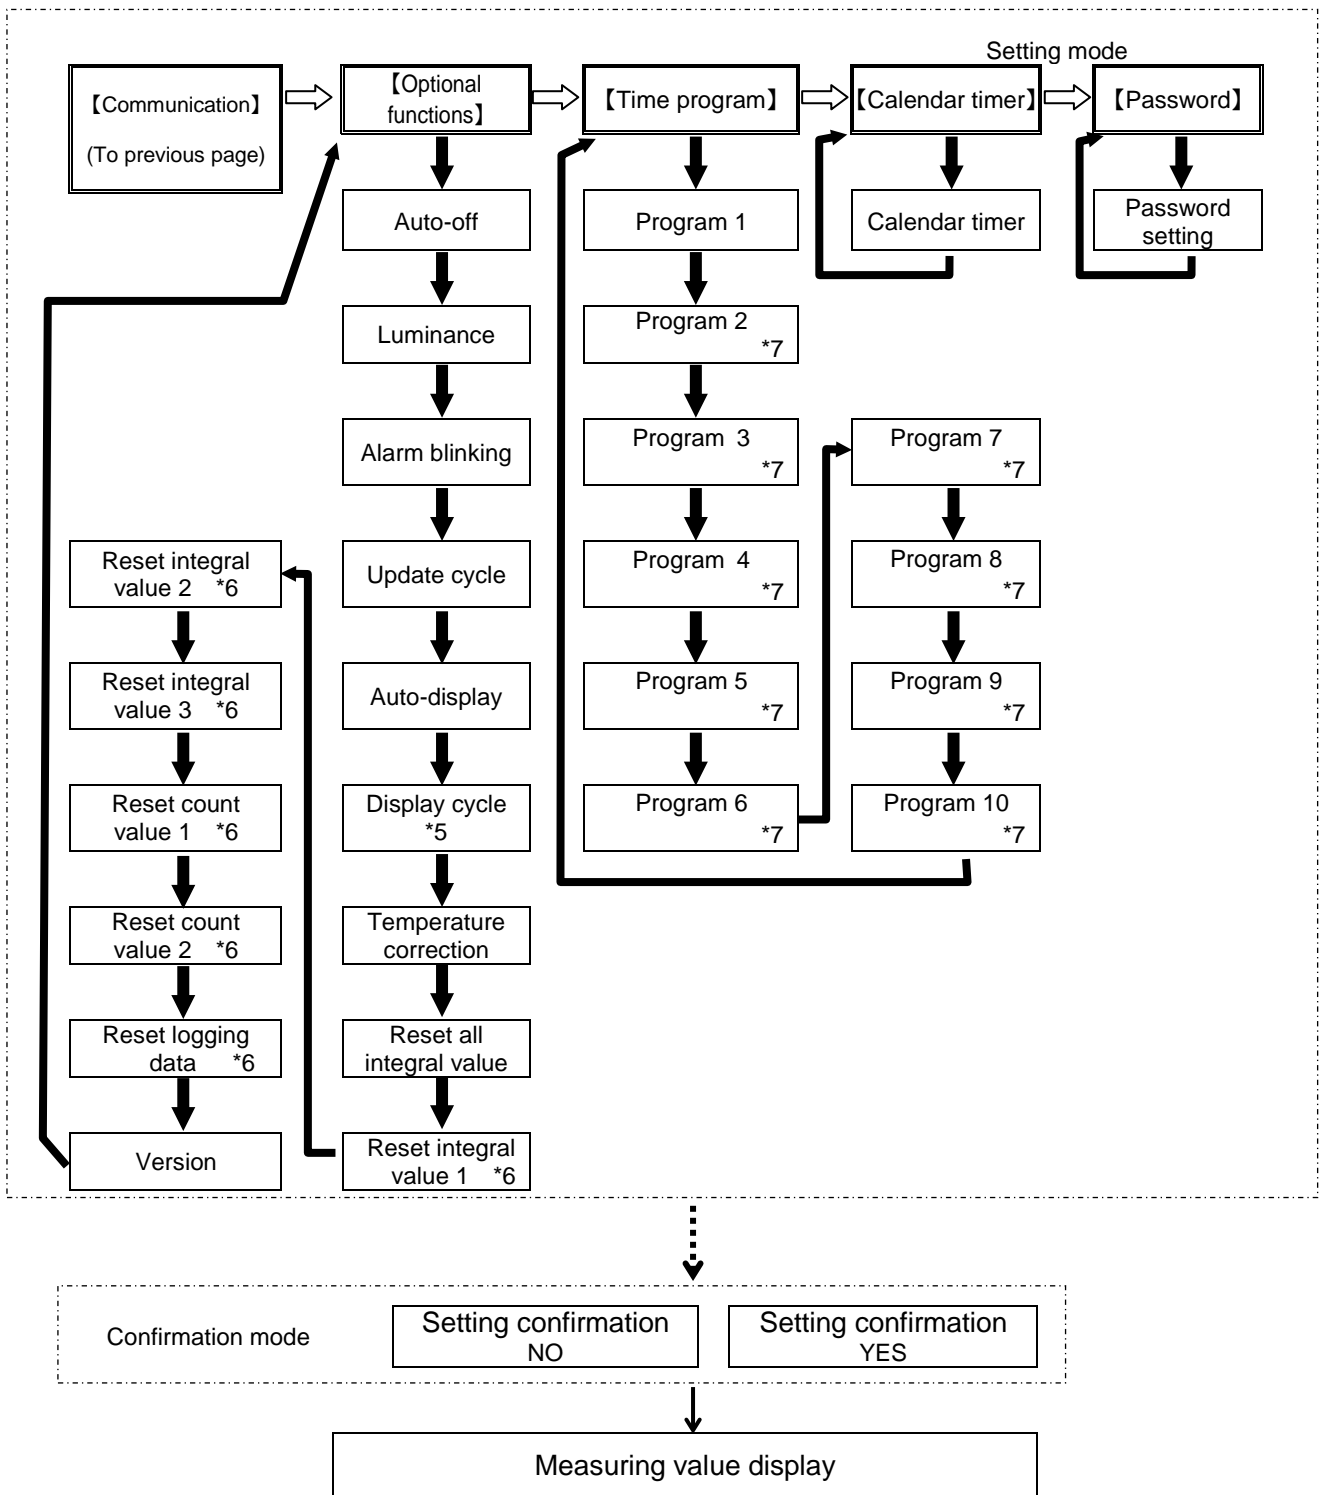 Setting mode
【Communication】
(To previous page)
【Optional
functions】
【Time program】
【Calendar timer】
【Password】
Auto-off
Program 1
Calendar timer
Password
setting
Luminance
Program 2
*7
Alarm blinking
Program  3
*7
Program 7
*7
Reset integral
value 2   *6
Update cycle
Program  4
*7
Program 8
*7
Reset integral
value 3   *6
Auto-display
Program 5
*7
Program 9
*7
Reset count
value 1   *6
Display cycle
*5
Program 6
*7
Program 10
*7
Reset count
value 2   *6
Temperature
correction
Reset logging
data   *6
Reset all
integral value
Version
Reset integral
value 1   *6
Confirmation mode
Setting confirmation
NO
Setting confirmation
YES
Measuring value display